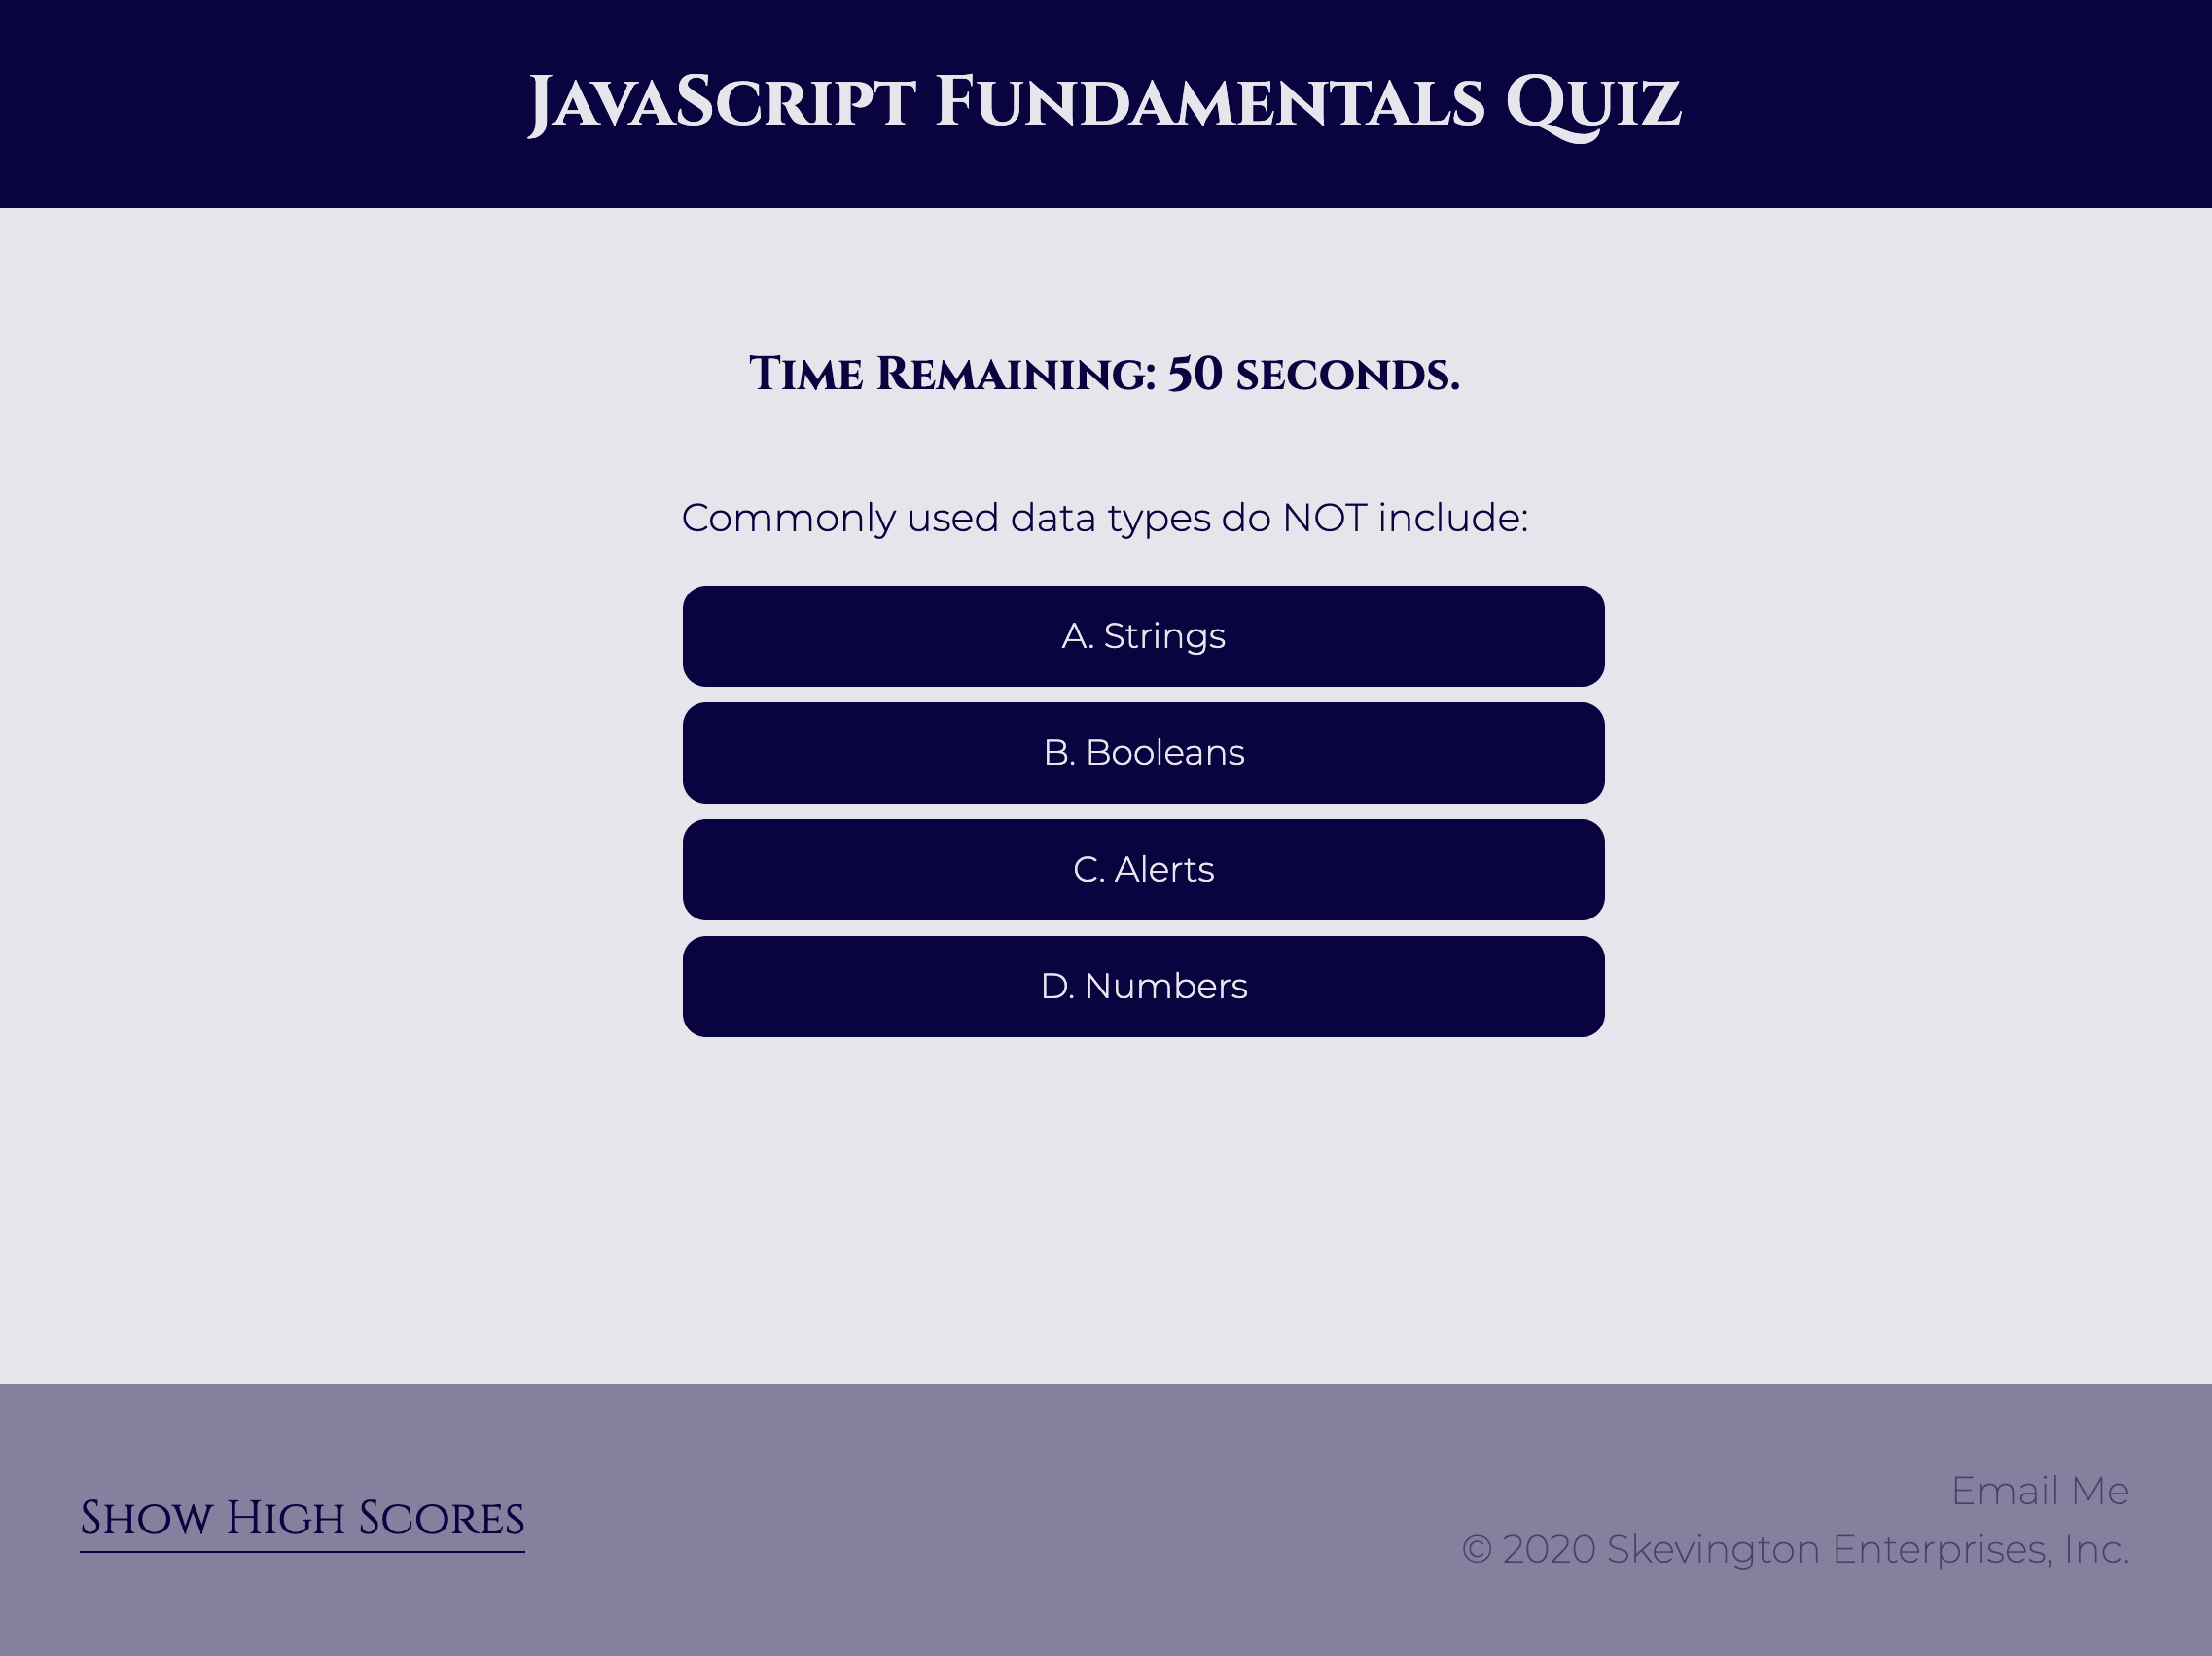 JavaScript Fundamentals Quiz
Time Remaining: 50 seconds.
Commonly used data types do NOT include:
A. Strings
B. Booleans
C. Alerts
D. Numbers
Show High Scores
Email Me
© 2020 Skevington Enterprises, Inc.